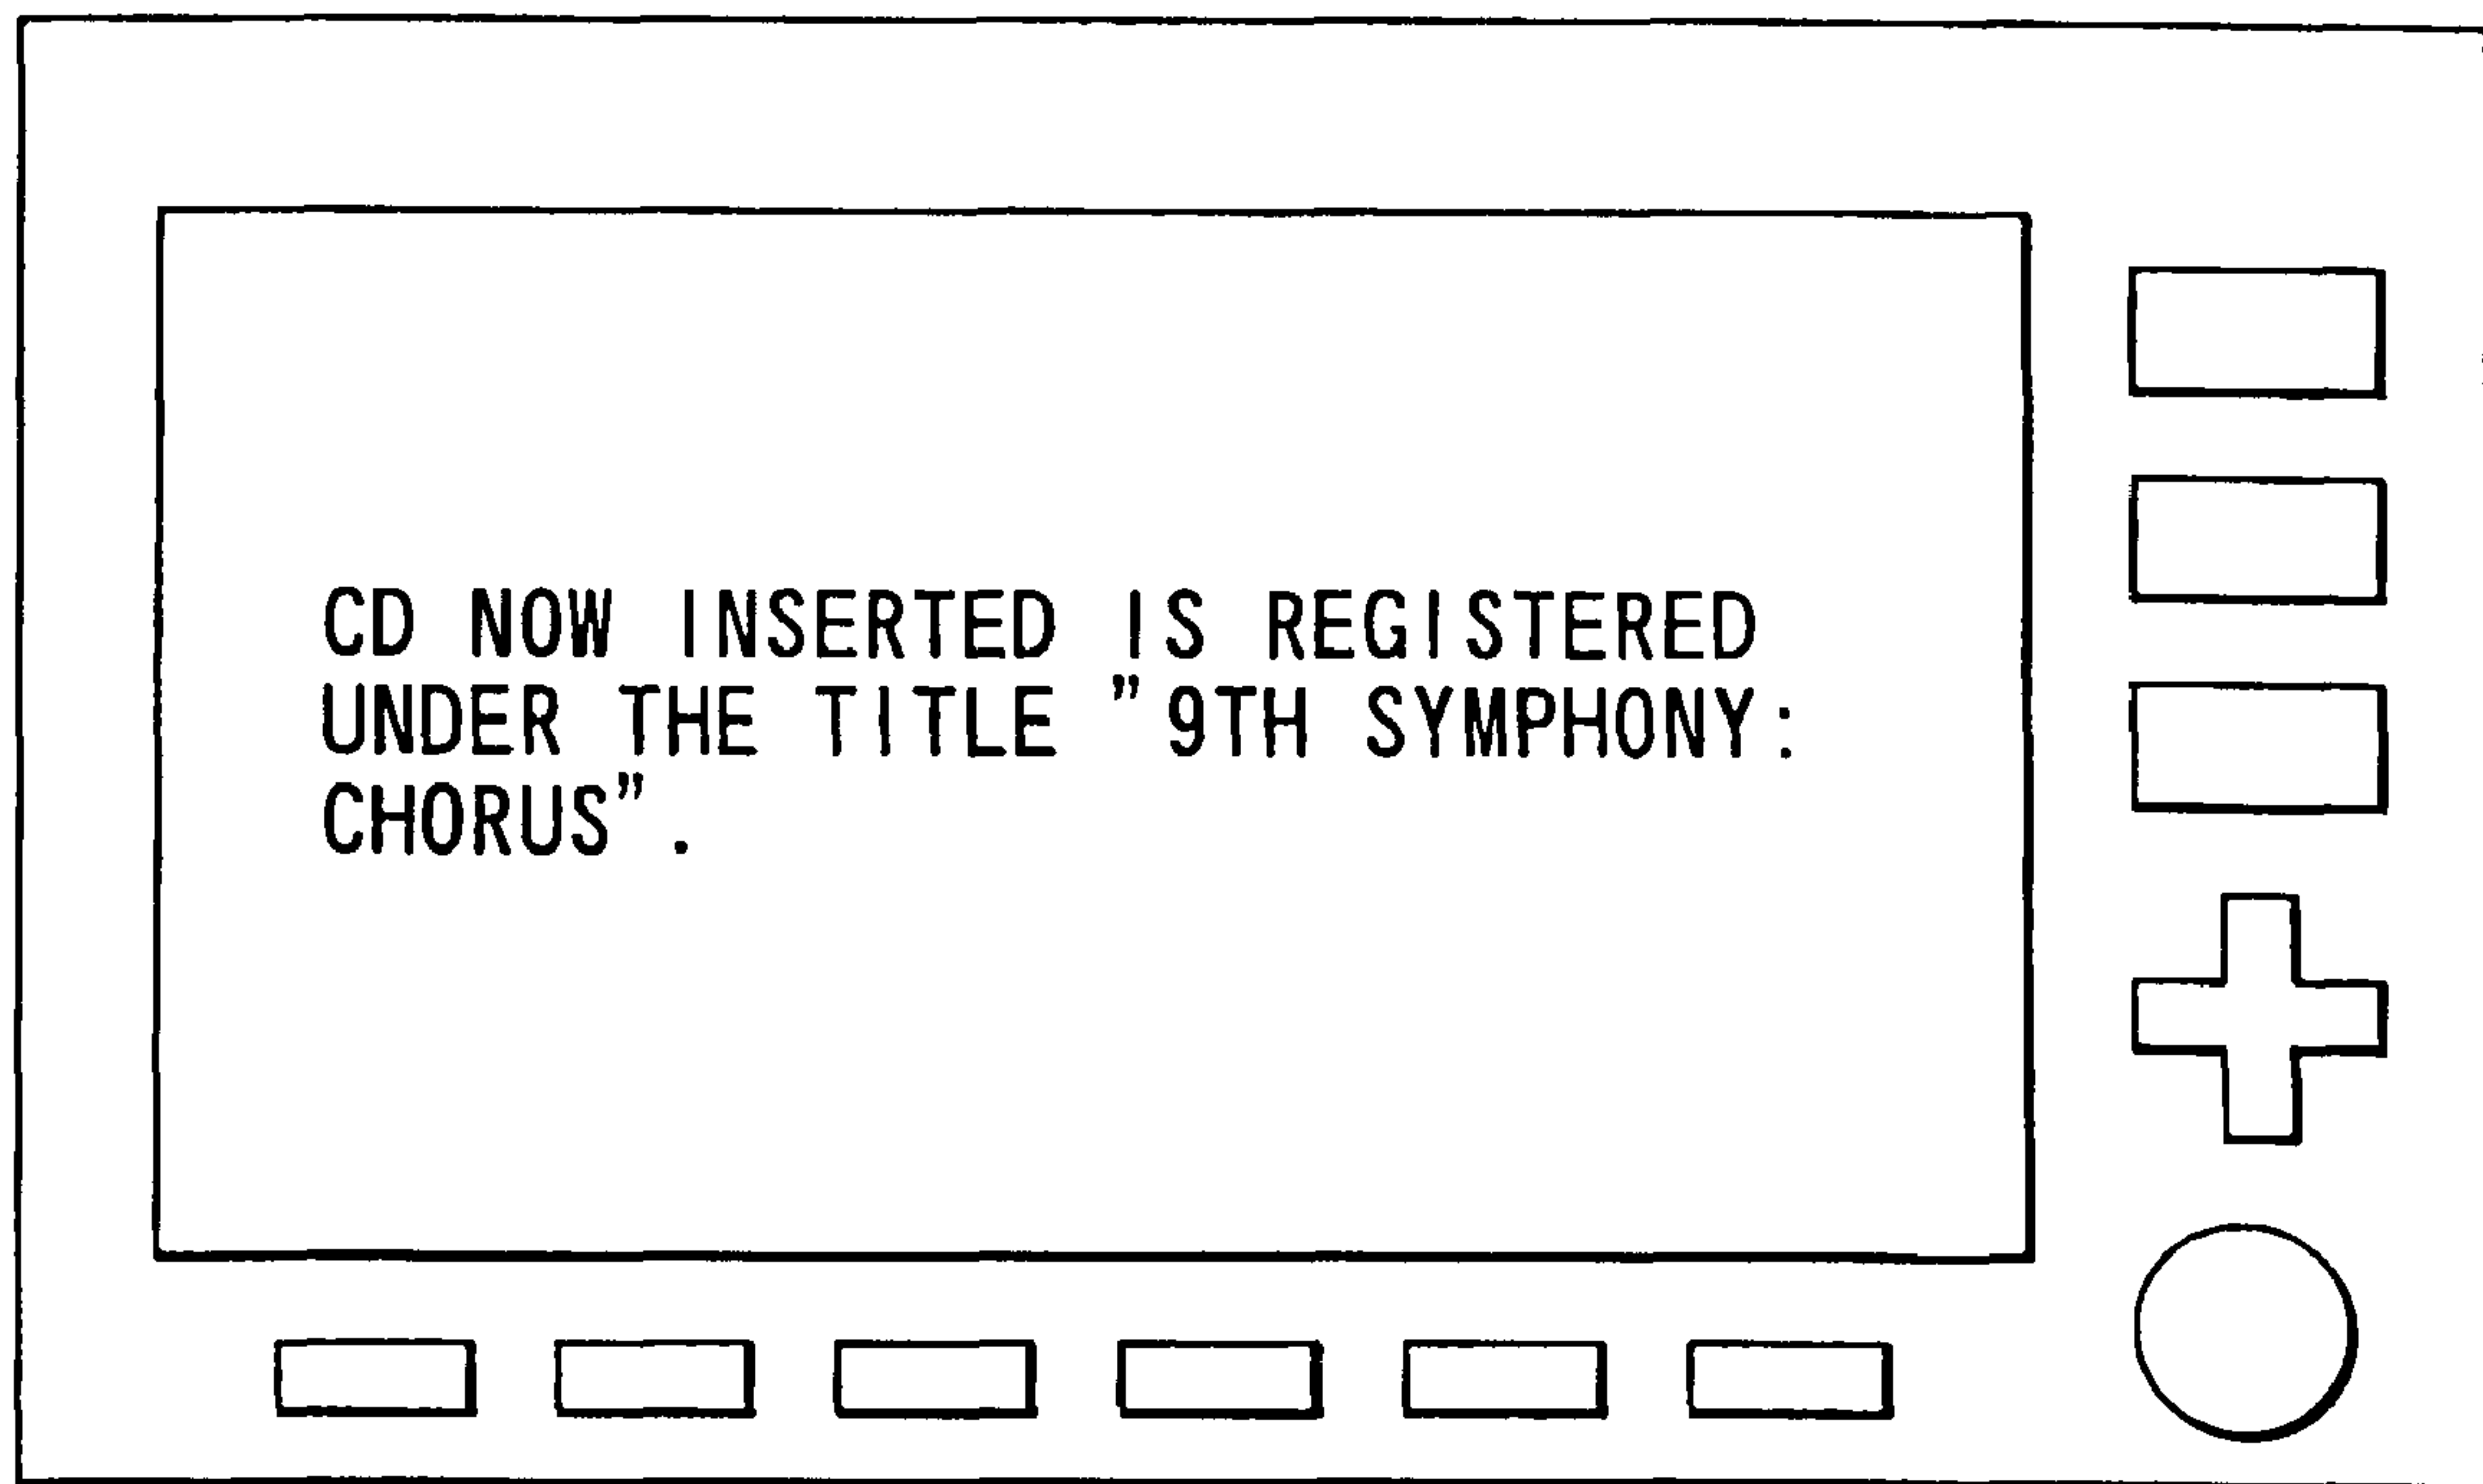 CD NOW INSERTED IS REGISTERED
UNDER THE TITLE "9TH SYMPHONY:
CHORUS".